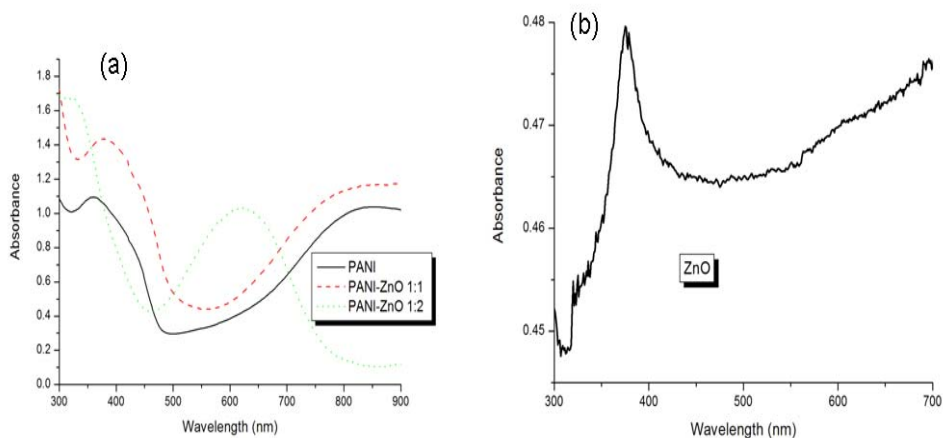 (a)
Absorbance
1.8
1.6
1.4
1.2
1.0
0.8
0.6
0.4
0.2
0.0
300 400 500 600 700 800 900
Wavelength (nm)
PANI
PANI-ZnO 1:1
PANI-ZnO 1:2
(b)
Absorbance
0.48
0.47
0.46
0.45
300 400 500 600 700
Wavelength (nm)
ZnO